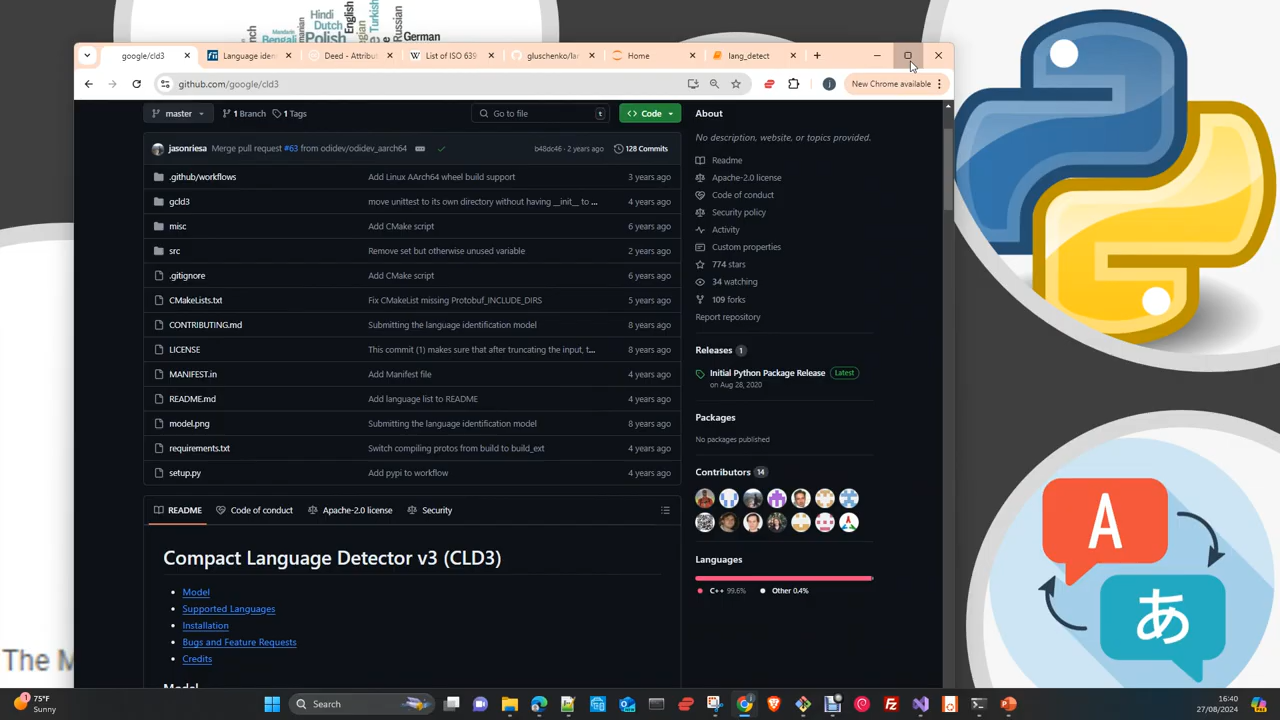 Hindi
Dutch
Polish
German
English
Turkish
Russian
Mandarin
Bengali
google/cld3
Language iden
Deed - Attribut
List of ISO 639
gluschenko/lan
Home
lang_detect
github.com/google/cld3
New Chrome available
master
1 Branch
1 Tags
Go to file
t
Code
jasonriesa Merge pull request #63 from odidev/odidev_aarch64
b48dc46 · 2 years ago
128 Commits
.github/workflows Add Linux AArch64 wheel build support 3 years ago
gcld3 move unittest to its own directory without having __init__ to ... 4 years ago
misc Add CMake script 6 years ago
src Remove set but otherwise unused variable 2 years ago
.gitignore Add CMake script 6 years ago
CMakeLists.txt Fix CMakeList missing Protobuf_INCLUDE_DIRS 5 years ago
CONTRIBUTING.md Submitting the language identification model 8 years ago
LICENSE This commit (1) makes sure that after truncating the input, t... 8 years ago
MANIFEST.in Add Manifest file 4 years ago
README.md Add language list to README 4 years ago
model.png Submitting the language identification model 8 years ago
requirements.txt Switch compiling protos from build to build_ext 4 years ago
setup.py Add pypi to workflow 4 years ago
README
Code of conduct
Apache-2.0 license
Security
Compact Language Detector v3 (CLD3)
Model
Supported Languages
Installation
Bugs and Feature Requests
Credits
Model
About
No description, website, or topics provided.
Readme
Apache-2.0 license
Code of conduct
Security policy
Activity
Custom properties
774 stars
34 watching
109 forks
Report repository
Releases 1
Initial Python Package Release Latest
on Aug 28, 2020
Packages
No packages published
Contributors 14
Languages
C++ 99.6% Other 0.4%
The M
A
あ
75°F
Sunny
Search
16:40
27/08/2024